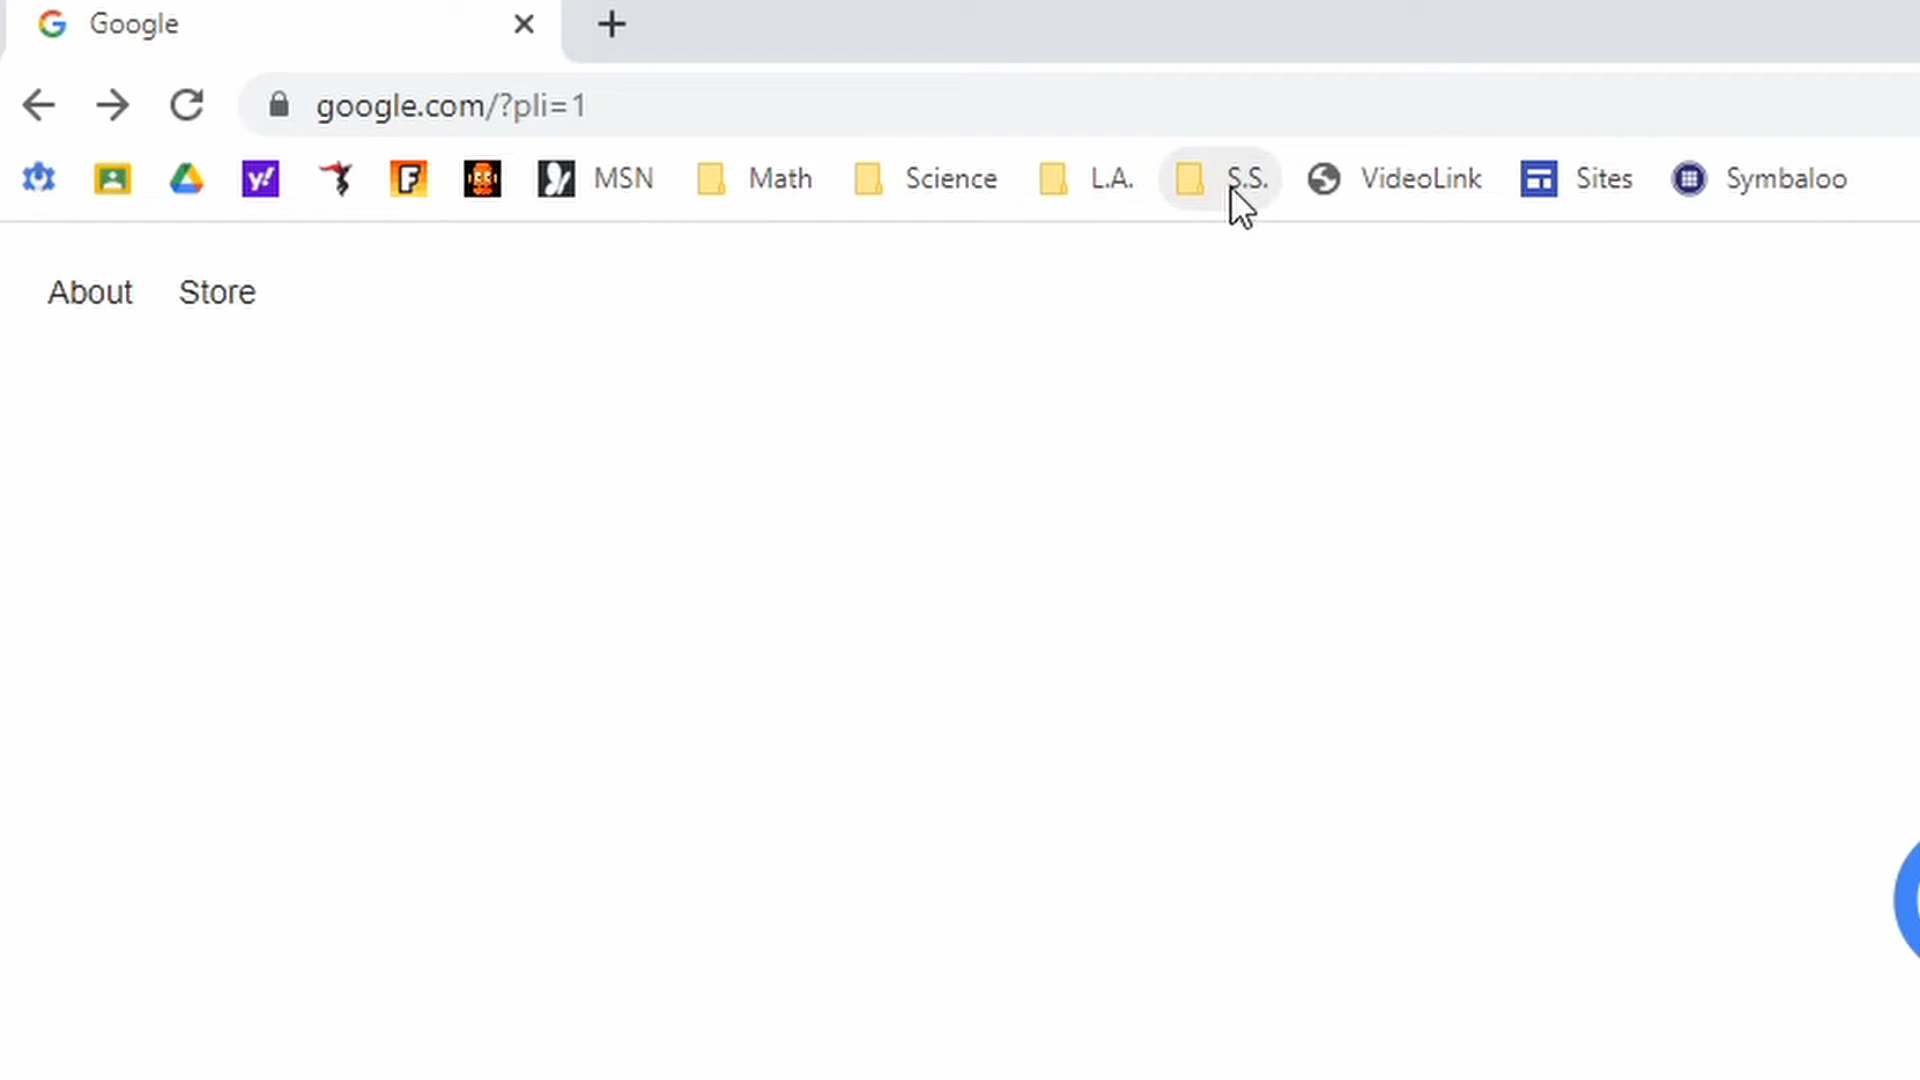 Google
google.com/?pli=1
y! F MSN Math Science L.A. S.S. VideoLink Sites Symbaloo
About Store